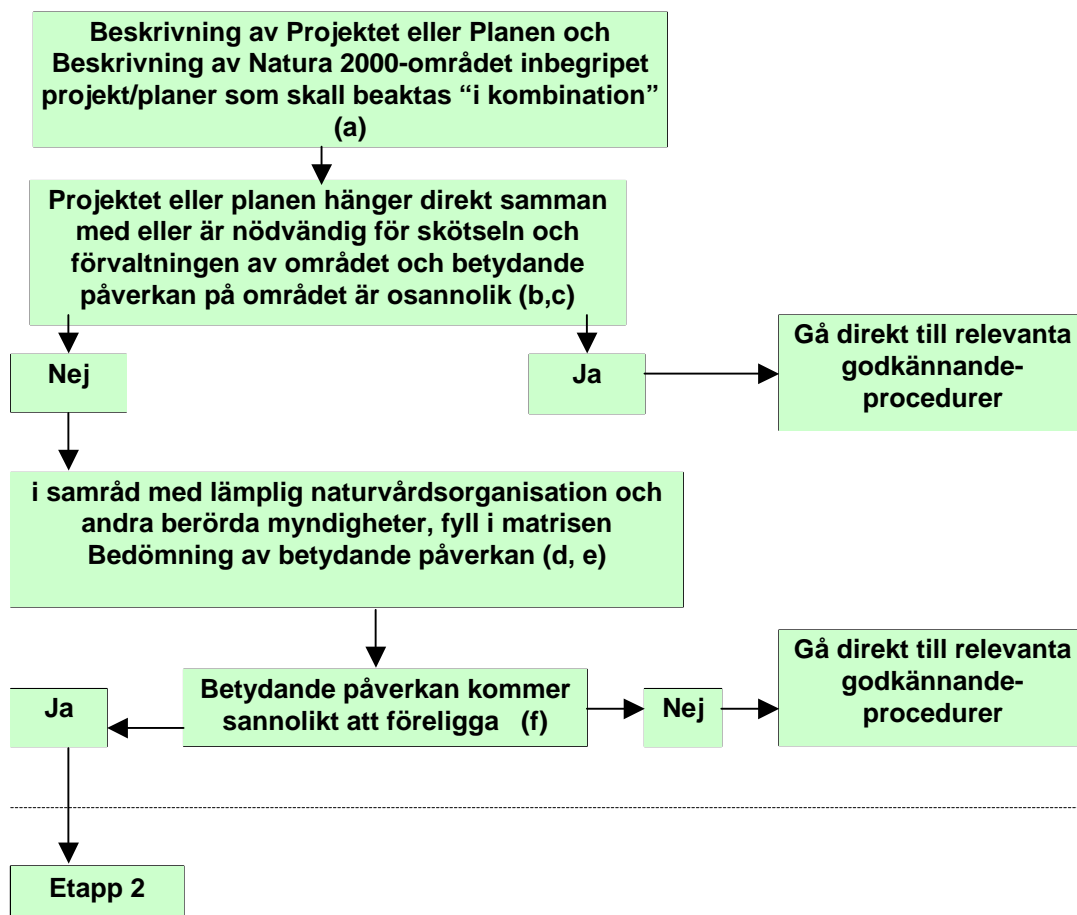 Beskrivning av Projektet eller Planen och
Beskrivning av Natura 2000-området inbegripet
projekt/planer som skall beaktas “i kombination”
(a)
Projektet eller planen hänger direkt samman
med eller är nödvändig för skötseln och
förvaltningen av området och betydande
påverkan på området är osannolik (b,c)
Nej
Ja
Gå direkt till relevanta
godkännande-
procedurer
i samråd med lämplig naturvårdsorganisation och
andra berörda myndigheter, fyll i matrisen
Bedömning av betydande påverkan (d, e)
Ja
Betydande påverkan kommer
sannolikt att föreligga (f)
Nej
Gå direkt till relevanta
godkännande-
procedurer
Etapp 2